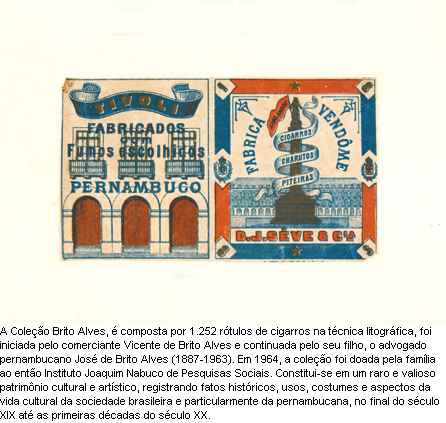 TIVOLI
FABRICADOS
COM
Fumos escolhidos
PERNAMBUCO
FABRICA VENDÔME
CIGARROS
CHARUTOS
PITEIRAS
D.J. SEVE & Cia
A Coleção Brito Alves, é composta por 1.252 rótulos de cigarros na técnica litográfica, foi
iniciada pelo comerciante Vicente de Brito Alves e continuada pelo seu filho, o advogado
pernambucano José de Brito Alves (1887-1963). Em 1964, a coleção foi doada pela família
ao então Instituto Joaquim Nabuco de Pesquisas Sociais. Constitui-se em um raro e valioso
patrimônio cultural e artístico, registrando fatos históricos, usos, costumes e aspectos da
vida cultural da sociedade brasileira e particularmente da pernambucana, no final do século
XIX até as primeiras décadas do século XX.